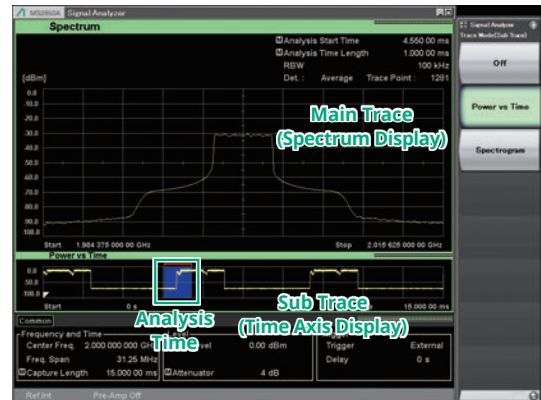 MS2850A Signal Analyzer
Spectrum
Analysis Start Time 4.550 00 ms
Analysis Time Length 1.000 00 ms
RBW 100 kHz
[dBm] Det. : Average Trace Point : 1281
0.0
-10.0
-20.0
-30.0
-40.0
-50.0
-60.0
-70.0
-80.0
-90.0
-100.0
Main Trace
(Spectrum Display)
Start 1.984 375 000 00 GHz Stop 2.015 625 000 00 GHz
Power vs Time
0.0
-50.0
-100.0
Start 0 s 15.000 00 ms
Analysis
Time
Sub Trace
(Time Axis Display)
Common
Frequency and Time
Center Freq. 2.000 000 000 GHz
Freq. Span 31.25 MHz
Capture Length 15.000 00 ms
Level
0.00 dBm
Attenuator 4 dB
Trigger External
Delay 0 s
Ref.Int Pre-Amp Off
Signal Analyzer
Trace Mode(Sub Trace)
Off
Power vs Time
Spectrogram